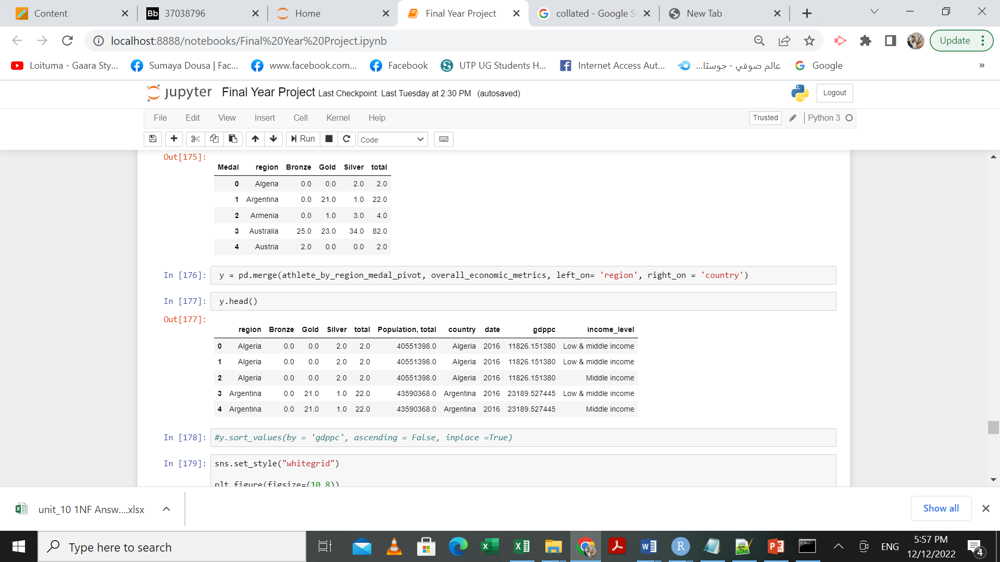 Content
Bb 37038796
Home
Final Year Project
collated - Google S
New Tab
localhost:8888/notebooks/Final%20Year%20Project.ipynb
Update
Loituma - Gaara Sty...
Sumaya Dousa | Fac...
www.facebook.com...
Facebook
UTP UG Students H...
Internet Access Aut...
عالم صوفي - جوستا...
Google
»
jupyter Final Year Project Last Checkpoint: Last Tuesday at 2:30 PM (autosaved)
Logout
File Edit View Insert Cell Kernel Help
Trusted
Python 3
Run
Code
Out[175]:
Medal region Bronze Gold Silver total
0 Algeria 0.0 0.0 2.0 2.0
1 Argentina 0.0 21.0 1.0 22.0
2 Armenia 0.0 1.0 3.0 4.0
3 Australia 25.0 23.0 34.0 82.0
4 Austria 2.0 0.0 0.0 2.0
In [176]: y = pd.merge(athlete_by_region_medal_pivot, overall_economic_metrics, left_on= 'region', right_on = 'country')
In [177]: y.head()
Out[177]:
region Bronze Gold Silver total Population, total country date gdppc income_level
0 Algeria 0.0 0.0 2.0 2.0 40551398.0 Algeria 2016 11826.151380 Low & middle income
1 Algeria 0.0 0.0 2.0 2.0 40551398.0 Algeria 2016 11826.151380 Low & middle income
2 Algeria 0.0 0.0 2.0 2.0 40551398.0 Algeria 2016 11826.151380 Middle income
3 Argentina 0.0 21.0 1.0 22.0 43590368.0 Argentina 2016 23189.527445 Low & middle income
4 Argentina 0.0 21.0 1.0 22.0 43590368.0 Argentina 2016 23189.527445 Middle income
In [178]: #y.sort_values(by = 'gdppc', ascending = False, inplace =True)
In [179]: sns.set_style("whitegrid")
plt.figure(figsize=(10,8))
unit_10 1NF Answ....xlsx
Show all
Type here to search
ENG
5:57 PM
12/12/2022
4